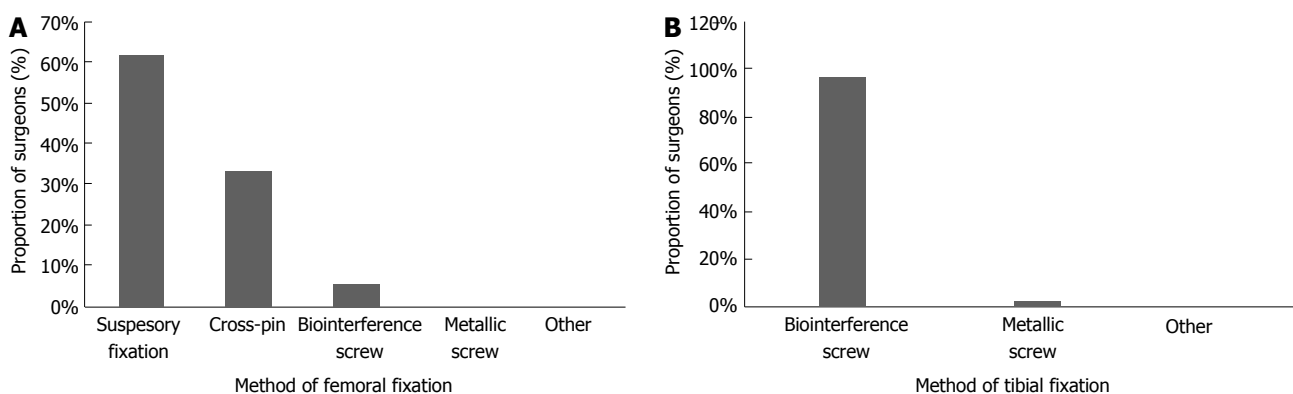 A
Proportion of surgeons (%)
70%
60%
50%
40%
30%
20%
10%
0%
Suspesory
fixation
Cross-pin
Biointerference
screw
Metallic
screw
Other
Method of femoral fixation
B
Proportion of surgeons (%)
120%
100%
80%
60%
40%
20%
0%
Biointerference
screw
Metallic
screw
Other
Method of tibial fixation